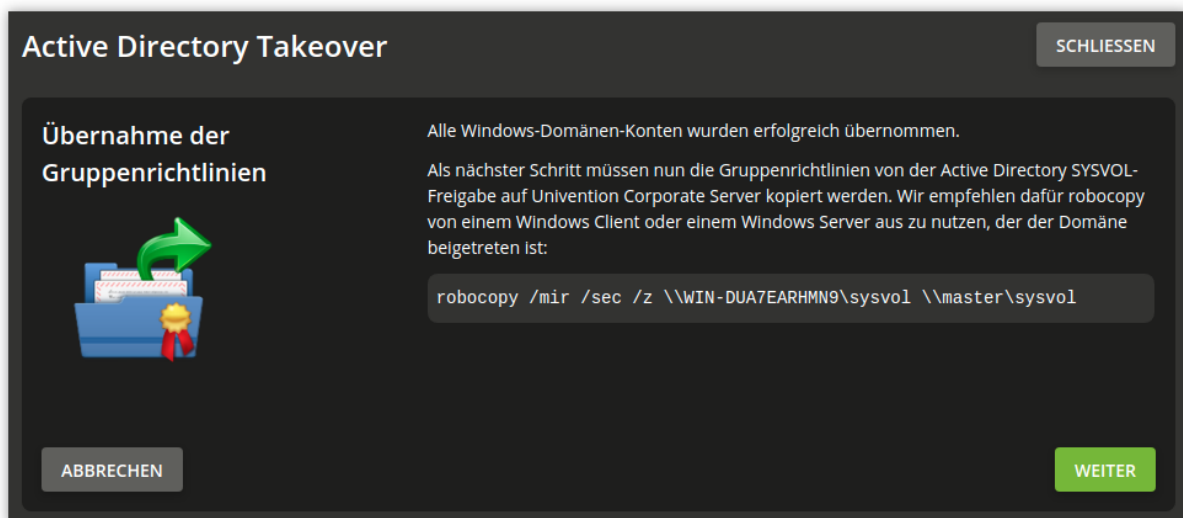 Active Directory Takeover
SCHLIESSEN
Übernahme der
Gruppenrichtlinien
Alle Windows-Domänen-Konten wurden erfolgreich übernommen.
Als nächster Schritt müssen nun die Gruppenrichtlinien von der Active Directory SYSVOL-
Freigabe auf Univention Corporate Server kopiert werden. Wir empfehlen dafür robocopy
von einem Windows Client oder einem Windows Server aus zu nutzen, der der Domäne
beigetreten ist:
robocopy /mir /sec /z \\WIN-DUA7EARHMN9\sysvol \\master\sysvol
ABBRECHEN
WEITER